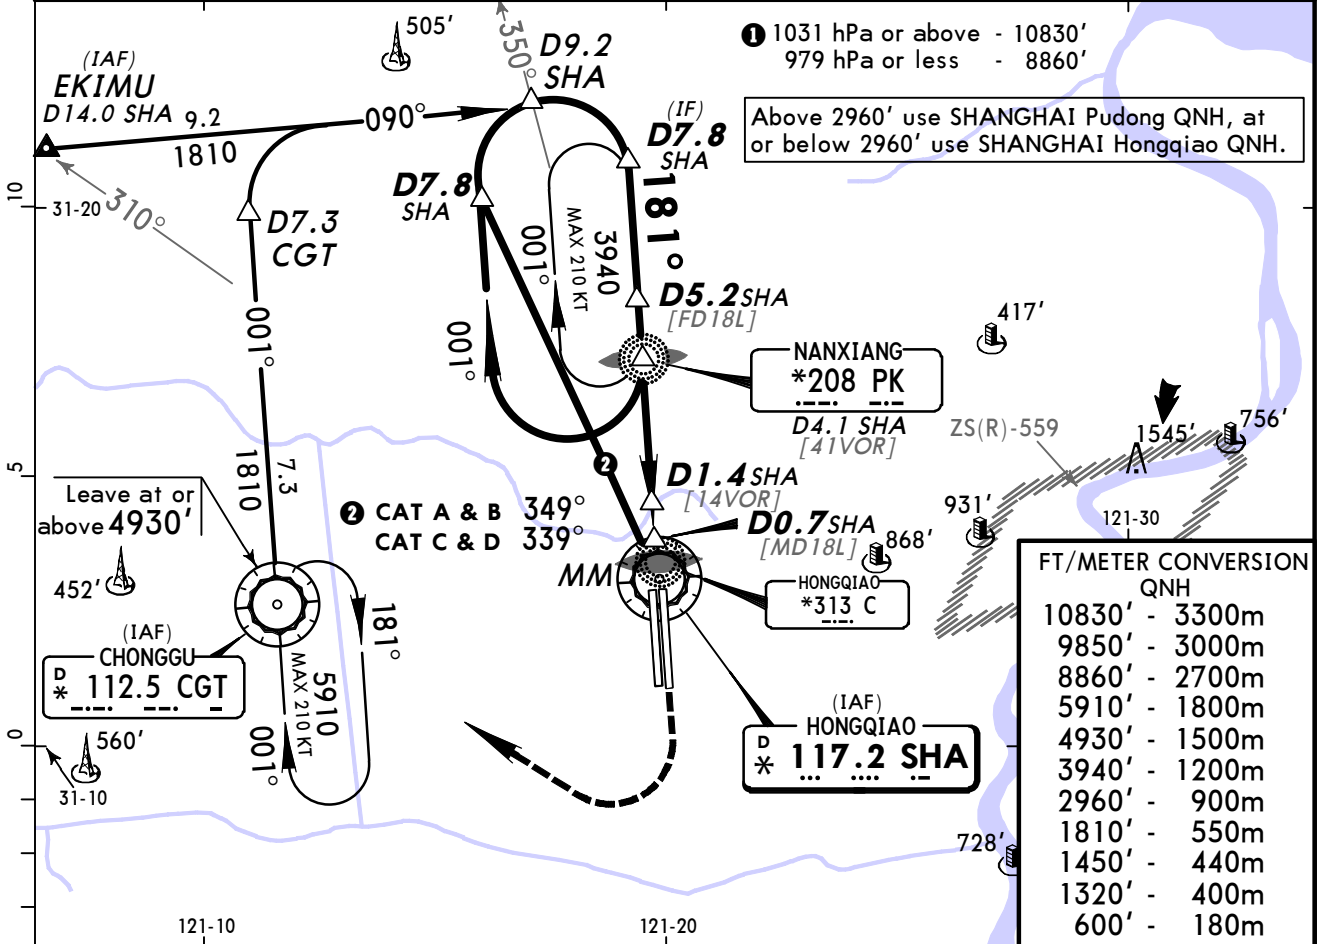 505'
❶ 1031 hPa or above - 10830'
979 hPa or less - 8860'
Above 2960' use SHANGHAI Pudong QNH, at
or below 2960' use SHANGHAI Hongqiao QNH.
(IAF)
EKIMU
D14.0 SHA
9.2
1810
090°
350°
D9.2
SHA
(IF)
D7.8
SHA
D7.8
SHA
10
31-20
310°
D7.3
CGT
001°
7.3
1810
001°
001°
MAX 210 KT
3940
181°
D5.2 SHA
[FD18L]
417'
NANXIANG
*208 PK
D4.1 SHA
[41VOR]
ZS(R)-559
1545'
756'
5
Leave at or
above 4930'
❷
❷ CAT A & B 349°
CAT C & D 339°
D1.4 SHA
[14VOR]
D0.7 SHA
[MD18L]
868'
931'
121-30
452'
MM
HONGQIAO
*313 C
(IAF)
CHONGGU
D
* 112.5 CGT
181°
5910
MAX 210 KT
001°
(IAF)
HONGQIAO
D
* 117.2 SHA
0
560'
31-10
728'
121-10
121-20
FT/METER CONVERSION
QNH
10830' - 3300m
9850' - 3000m
8860' - 2700m
5910' - 1800m
4930' - 1500m
3940' - 1200m
2960' - 900m
1810' - 550m
1450' - 440m
1320' - 400m
600' - 180m